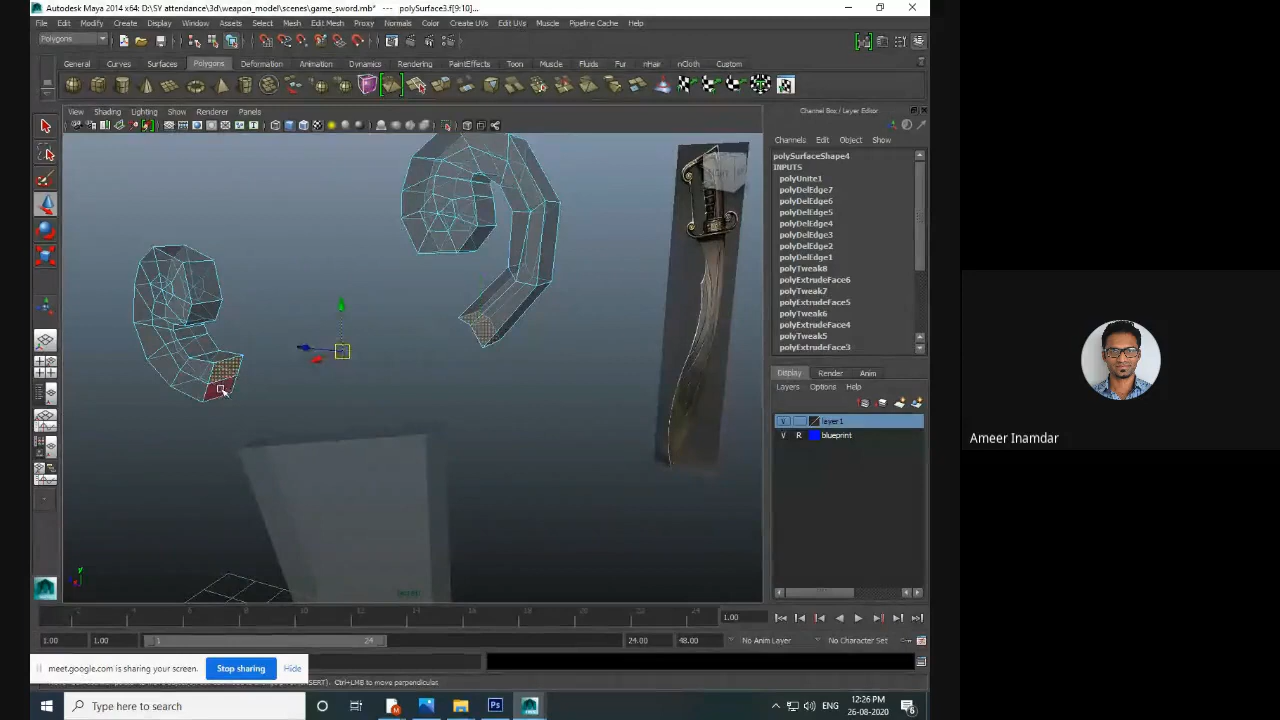 Autodesk Maya 2014 x64: D:\SY attendance\3d\weapon_model\scenes\game_sword.mb* --- polySurface3.f[9:10]...
File Edit Modify Create Display Window Assets Select Mesh Edit Mesh Proxy Normals Color Create UVs Edit UVs Muscle Pipeline Cache Help
Polygons
General Curves Surfaces Polygons Deformation Animation Rendering PaintEffects Toon Muscle Fluids Fur nHair nCloth Custom
View Shading Lighting Show Renderer Panels
Channel Box / Layer Editor
Channels Edit Object Show
polySurfaceShape4
INPUTS
polyUnite1
polyDelEdge7
polyDelEdge6
polyDelEdge5
polyDelEdge4
polyDelEdge3
polyDelEdge2
polyDelEdge1
polyTweak8
polyExtrudeFace6
polyTweak7
polyExtrudeFace5
polyTweak6
polyExtrudeFace4
polyTweak5
polyExtrudeFace3
Display Render Anim
Layers Options Help
V layer1
V R blueprint
Ameer Inamdar
y
1.00
1.00 1.00 1 24 24.00 48.00 No Anim Layer No Character Set
meet.google.com is sharing your screen. Stop sharing Hide
Ctrl+LMB to move perpendicular.
Type here to search
ENG
12:26 PM
26-08-2020
6